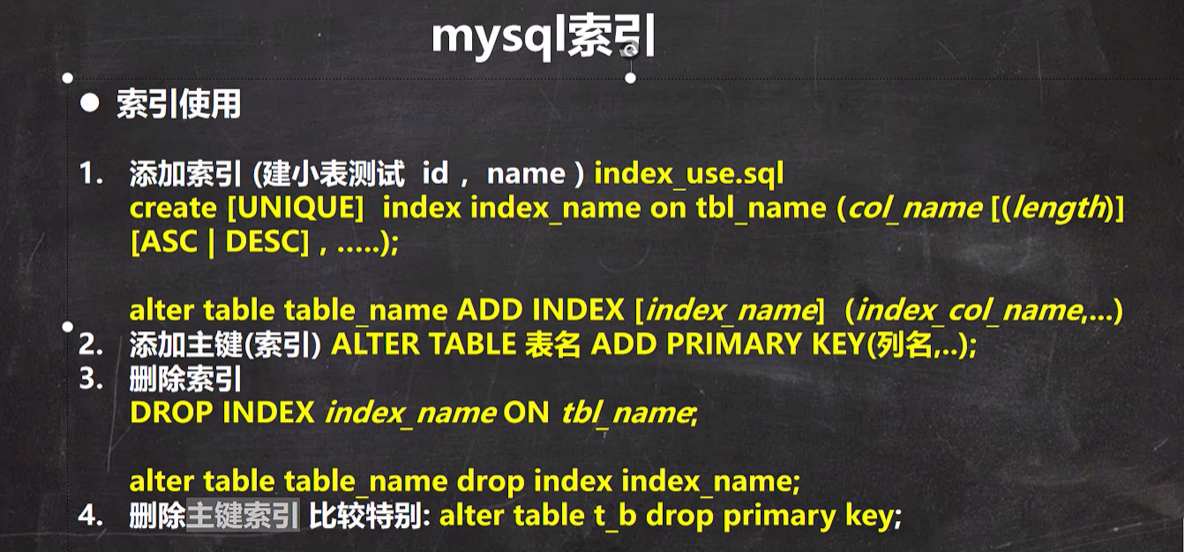 mysql索引
● 索引使用
1. 添加索引 (建小表测试 id , name ) index_use.sql
create [UNIQUE] index index_name on tbl_name (col_name [(length)]
[ASC | DESC] , .....);
alter table table_name ADD INDEX [index_name] (index_col_name,...)
2. 添加主键(索引) ALTER TABLE 表名 ADD PRIMARY KEY(列名,..);
3. 删除索引
DROP INDEX index_name ON tbl_name;
alter table table_name drop index index_name;
4. 删除主键索引 比较特别: alter table t_b drop primary key;